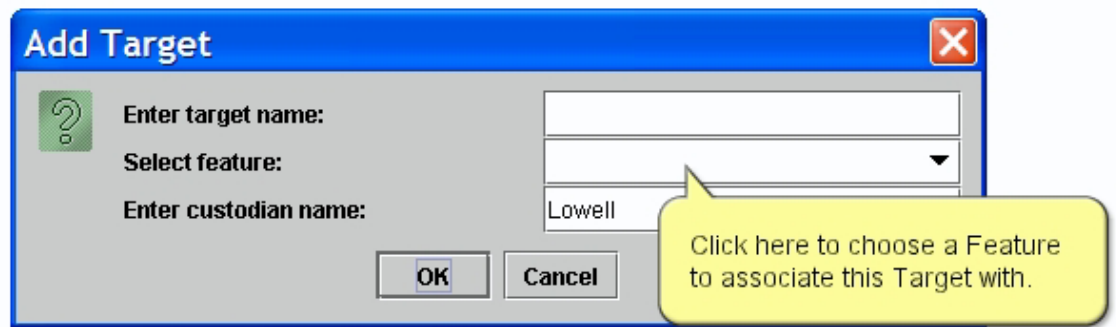 Add Target
Enter target name:
Select feature:
Enter custodian name:
Lowell
Click here to choose a Feature
to associate this Target with.
OK
Cancel